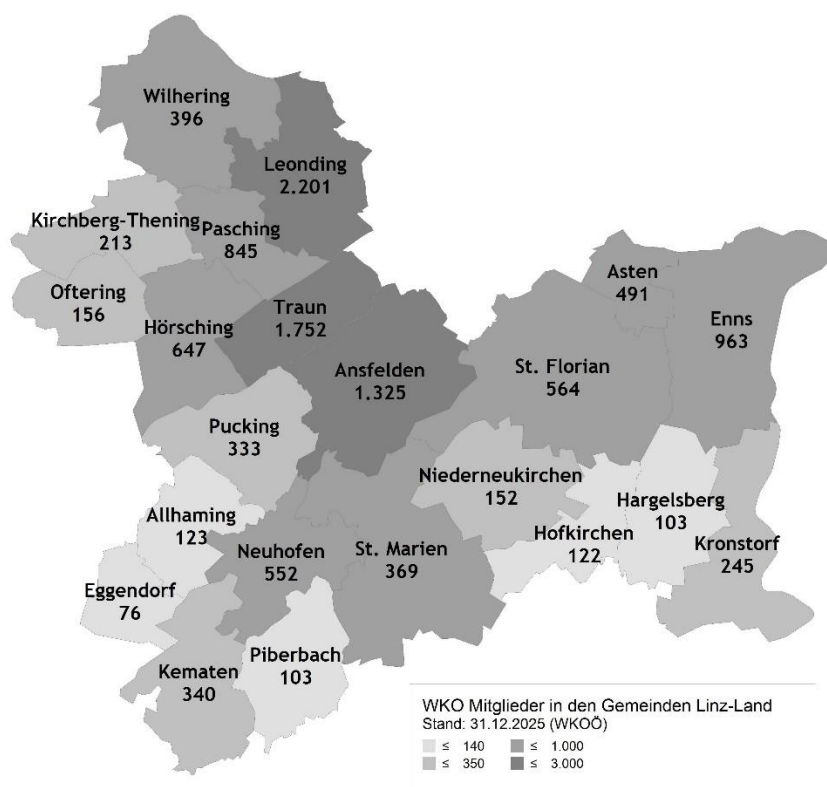 Wilhering
396
Leonding
2.201
Kirchberg-Thening
213
Pasching
845
Oftering
156
Hörsching
647
Traun
1.752
Asten
491
Enns
963
Ansfelden
1.325
St. Florian
564
Pucking
333
Niederneukirchen
152
Hargelsberg
103
Allhaming
123
Neuhofen
552
St. Marien
369
Hofkirchen
122
Kronstorf
245
Eggendorf
76
Kematen
340
Piberbach
103
WKO Mitglieder in den Gemeinden Linz-Land
Stand: 31.12.2025 (WKOÖ)
≤ 140 ≤ 1.000
≤ 350 ≤ 3.000